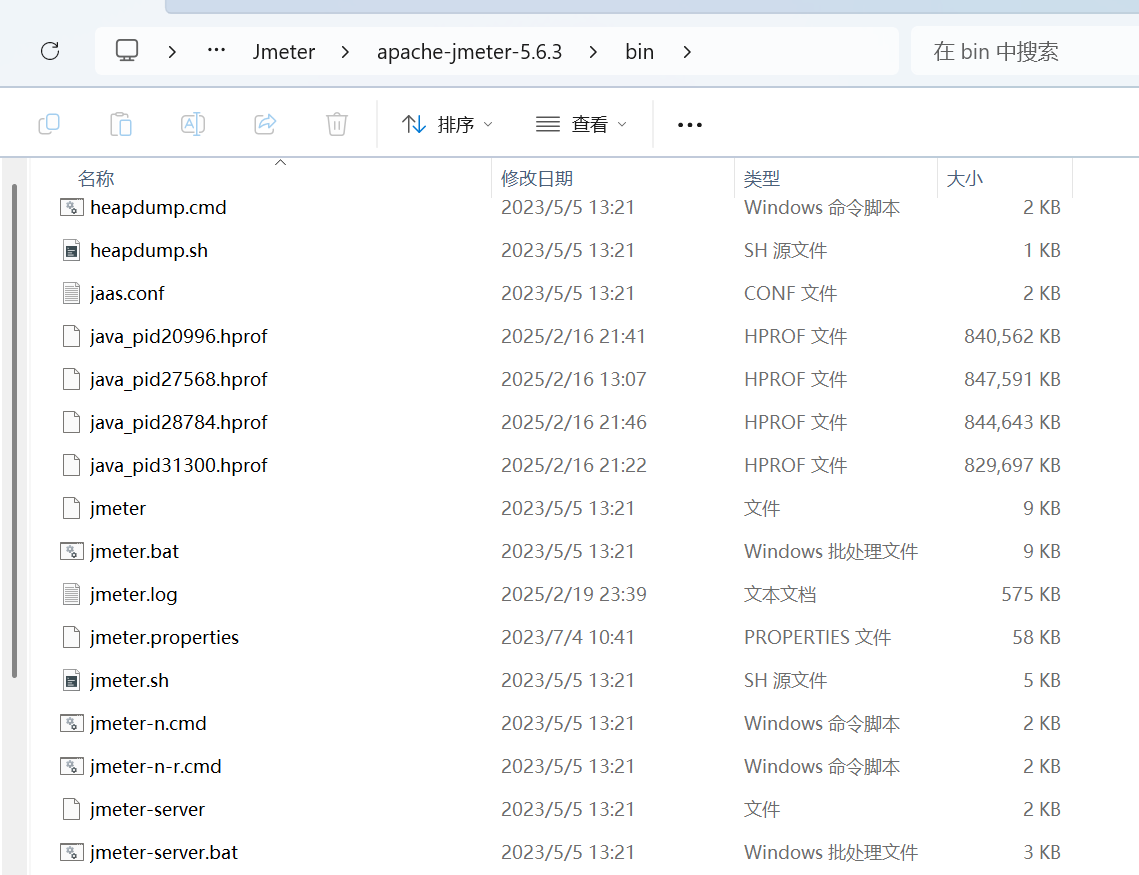 Jmeter apache-jmeter-5.6.3 bin 在 bin 中搜索
排序 查看
名称 修改日期 类型 大小
heapdump.cmd 2023/5/5 13:21 Windows 命令脚本 2 KB
heapdump.sh 2023/5/5 13:21 SH 源文件 1 KB
jaas.conf 2023/5/5 13:21 CONF 文件 2 KB
java_pid20996.hprof 2025/2/16 21:41 HPROF 文件 840,562 KB
java_pid27568.hprof 2025/2/16 13:07 HPROF 文件 847,591 KB
java_pid28784.hprof 2025/2/16 21:46 HPROF 文件 844,643 KB
java_pid31300.hprof 2025/2/16 21:22 HPROF 文件 829,697 KB
jmeter 2023/5/5 13:21 文件 9 KB
jmeter.bat 2023/5/5 13:21 Windows 批处理文件 9 KB
jmeter.log 2025/2/19 23:39 文本文档 575 KB
jmeter.properties 2023/7/4 10:41 PROPERTIES 文件 58 KB
jmeter.sh 2023/5/5 13:21 SH 源文件 5 KB
jmeter-n.cmd 2023/5/5 13:21 Windows 命令脚本 2 KB
jmeter-n-r.cmd 2023/5/5 13:21 Windows 命令脚本 2 KB
jmeter-server 2023/5/5 13:21 文件 2 KB
jmeter-server.bat 2023/5/5 13:21 Windows 批处理文件 3 KB